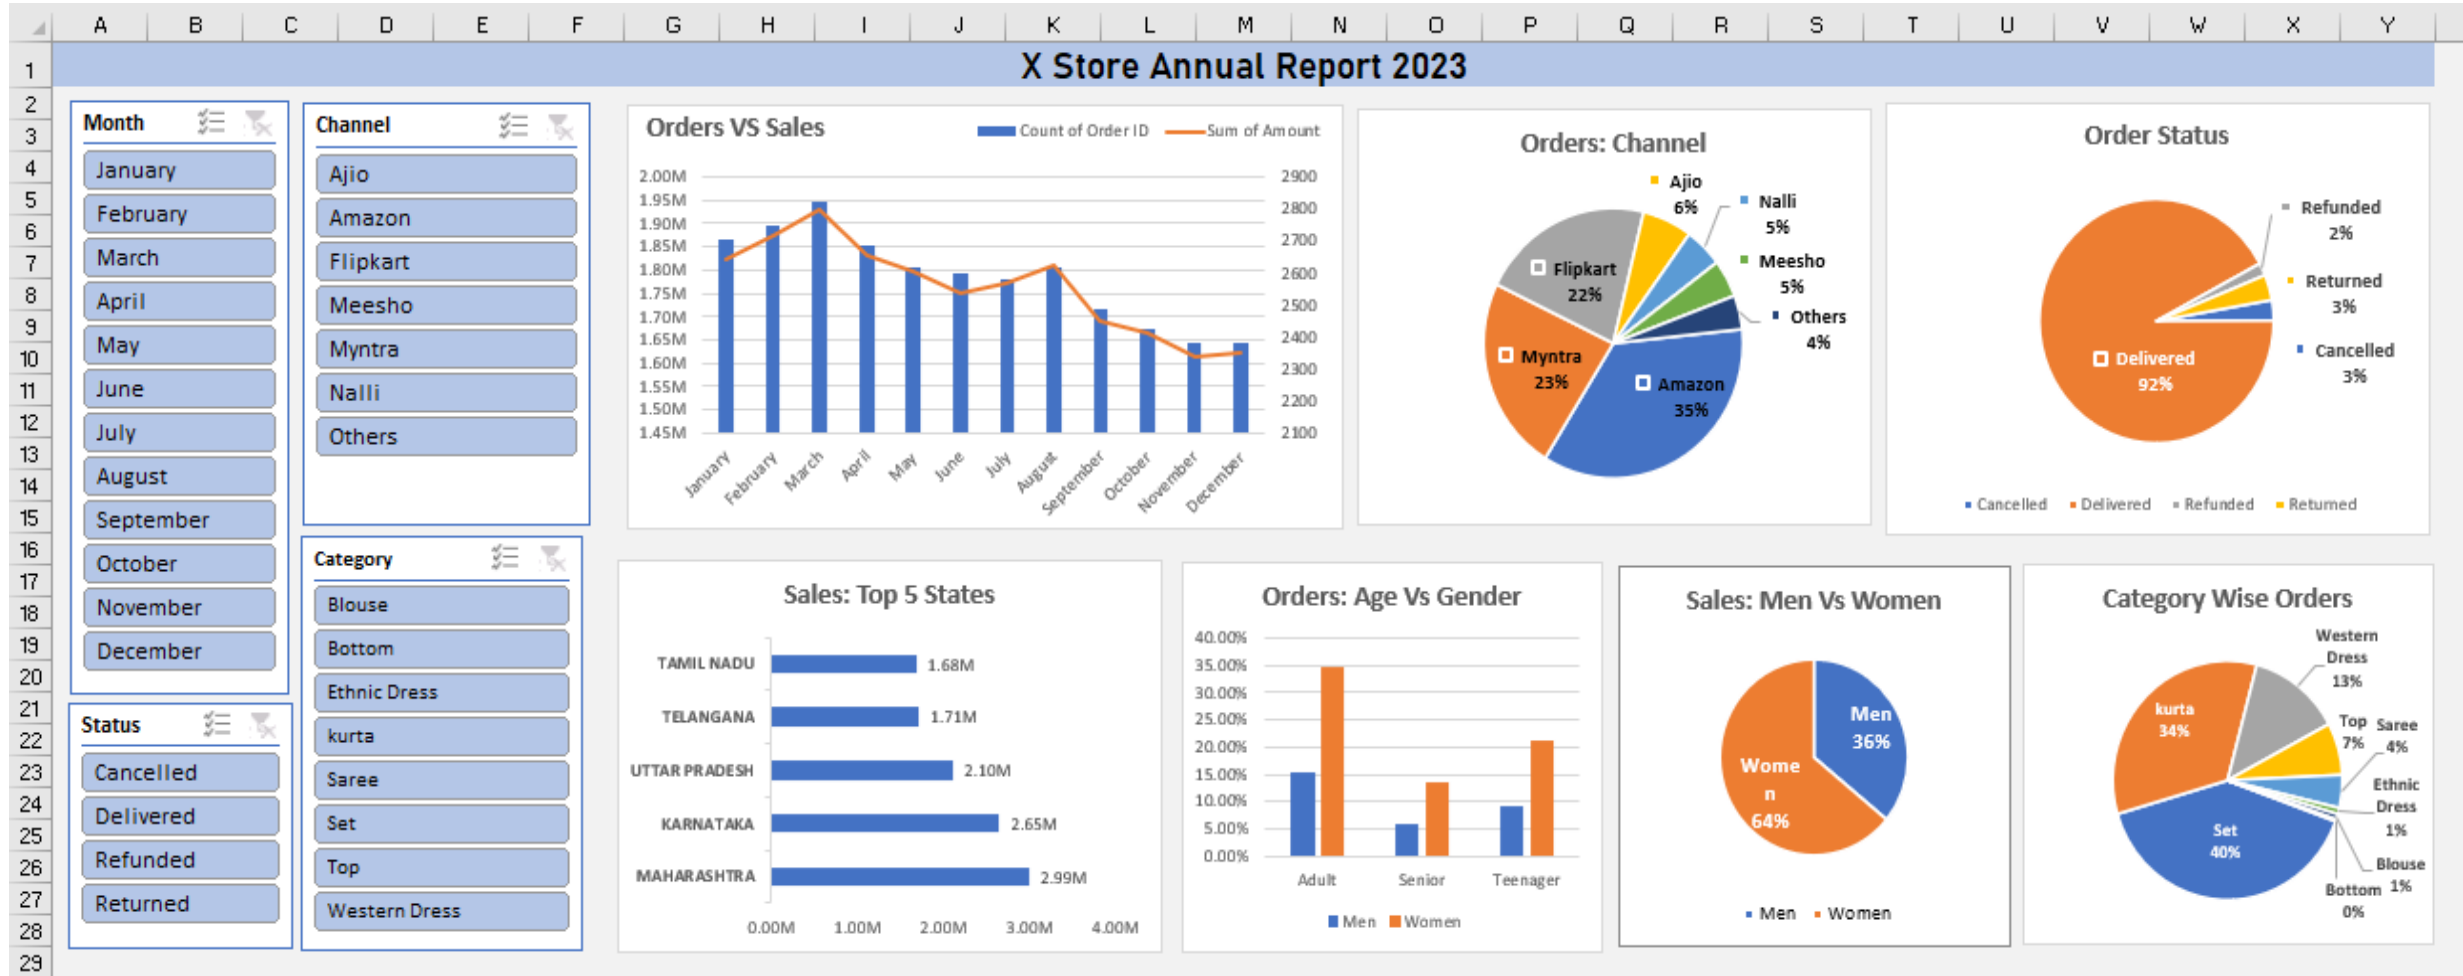 A B C D E F G H I J K L M N O P Q R S T U V W X Y
1
2
3
4
5
6
7
8
9
10
11
12
13
14
15
16
17
18
19
20
21
22
23
24
25
26
27
28
29
X Store Annual Report 2023
Month
January
February
March
April
May
June
July
August
September
October
November
December
Channel
Ajio
Amazon
Flipkart
Meesho
Myntra
Nalli
Others
Status
Cancelled
Delivered
Refunded
Returned
Category
Blouse
Bottom
Ethnic Dress
kurta
Saree
Set
Top
Western Dress
Orders VS Sales
Count of Order ID Sum of Amount
2.00M
1.95M
1.90M
1.85M
1.80M
1.75M
1.70M
1.65M
1.60M
1.55M
1.50M
1.45M
2900
2800
2700
2600
2500
2400
2300
2200
2100
January
February
March
April
May
June
July
August
September
October
November
December
Orders: Channel
Ajio
6%
Nalli
5%
Meesho
5%
Others
4%
Flipkart
22%
Myntra
23%
Amazon
35%
Order Status
Refunded
2%
Returned
3%
Cancelled
3%
Delivered
92%
Cancelled Delivered Refunded Returned
Sales: Top 5 States
TAMIL NADU 1.68M
TELANGANA 1.71M
UTTAR PRADESH 2.10M
KARNATAKA 2.65M
MAHARASHTRA 2.99M
0.00M 1.00M 2.00M 3.00M 4.00M
Orders: Age Vs Gender
40.00%
35.00%
30.00%
25.00%
20.00%
15.00%
10.00%
5.00%
0.00%
Adult Senior Teenager
Men Women
Sales: Men Vs Women
Men
36%
Wome
n
64%
Men Women
Category Wise Orders
Western
Dress
13%
Top
7%
Saree
4%
Ethnic
Dress
1%
Blouse
1%
Bottom
0%
kurta
34%
Set
40%